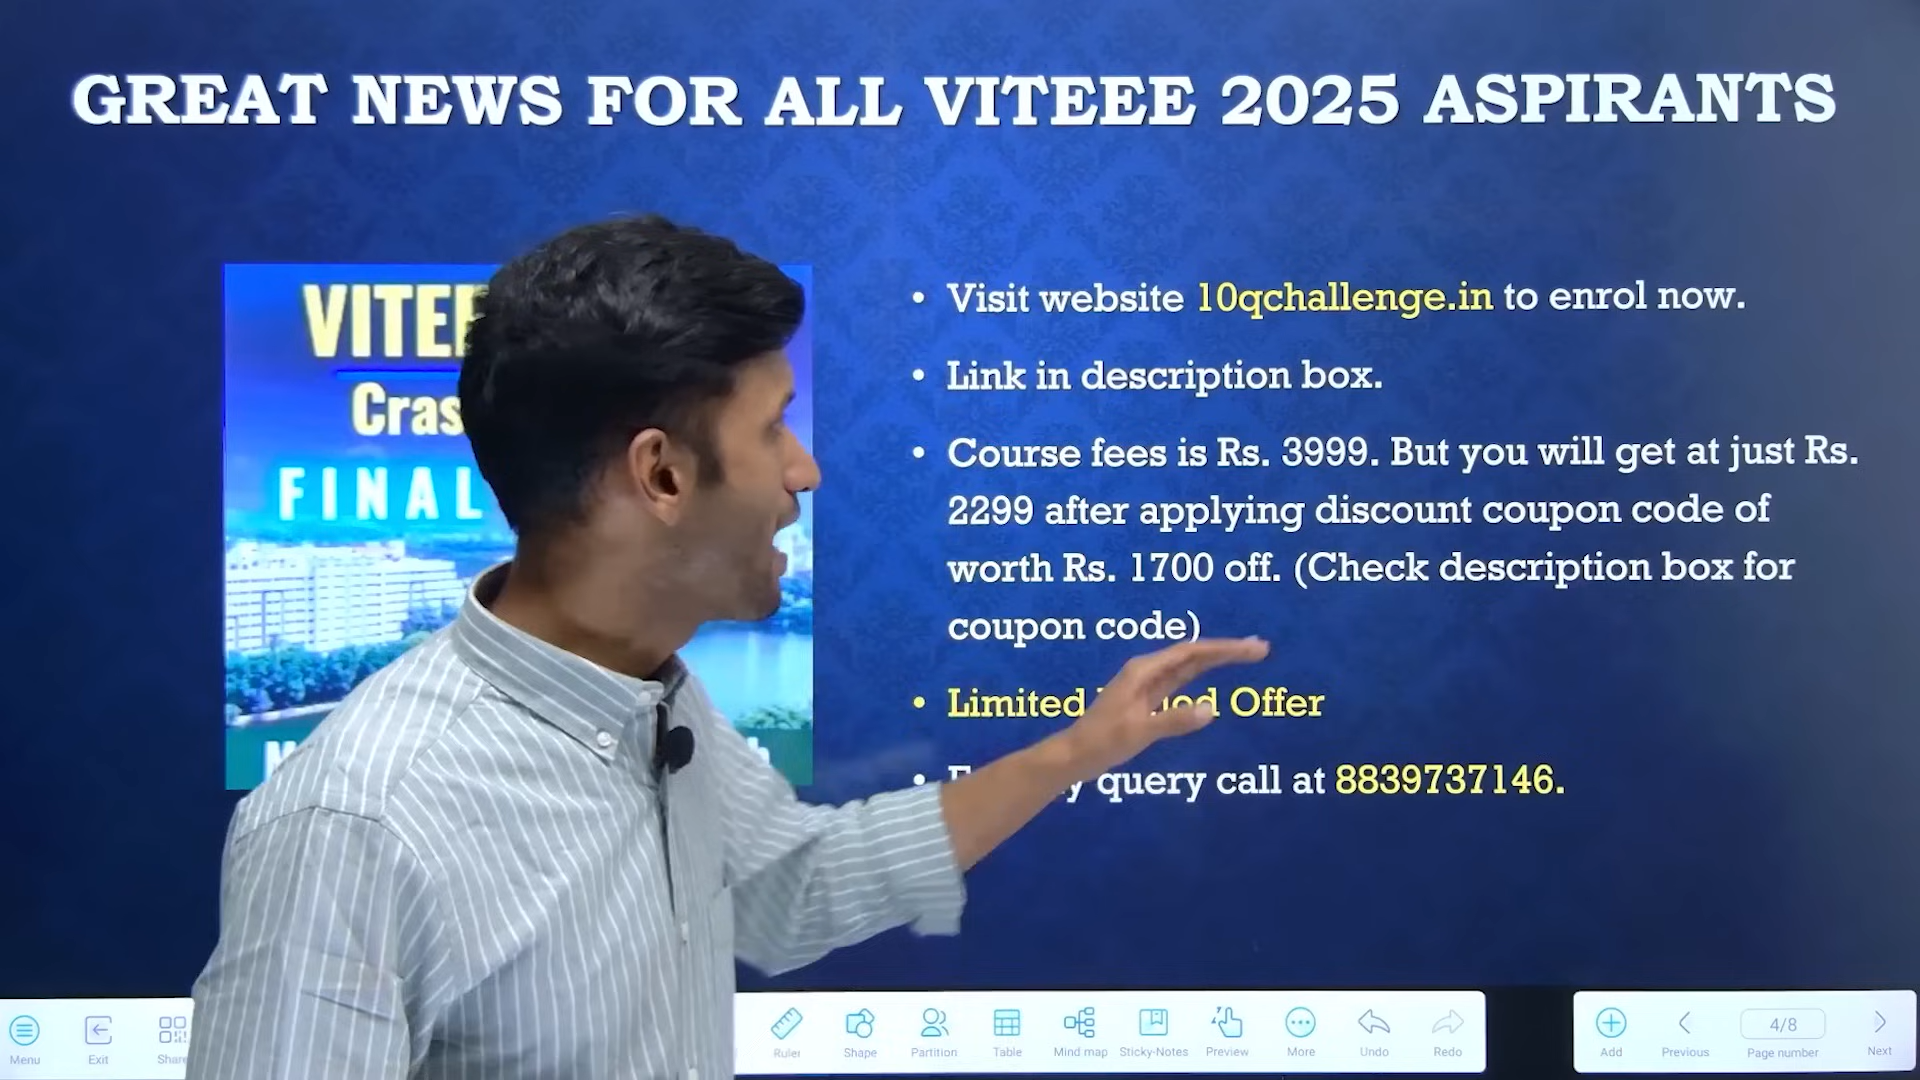 GREAT NEWS FOR ALL VITEEE 2025 ASPIRANTS
Cras
FINAL
• Visit website 10qchallenge.in to enrol now.
• Link in description box.
• Course fees is Rs. 3999. But you will get at just Rs.
2299 after applying discount coupon code of
worth Rs. 1700 off. (Check description box for
coupon code)
• Limited Offer
• query call at 8839737146.
Menu Exit Share Ruler Shape Partition Table Mind map Sticky-Notes Preview More Undo Redo Add Previous 4/8 Page number Next